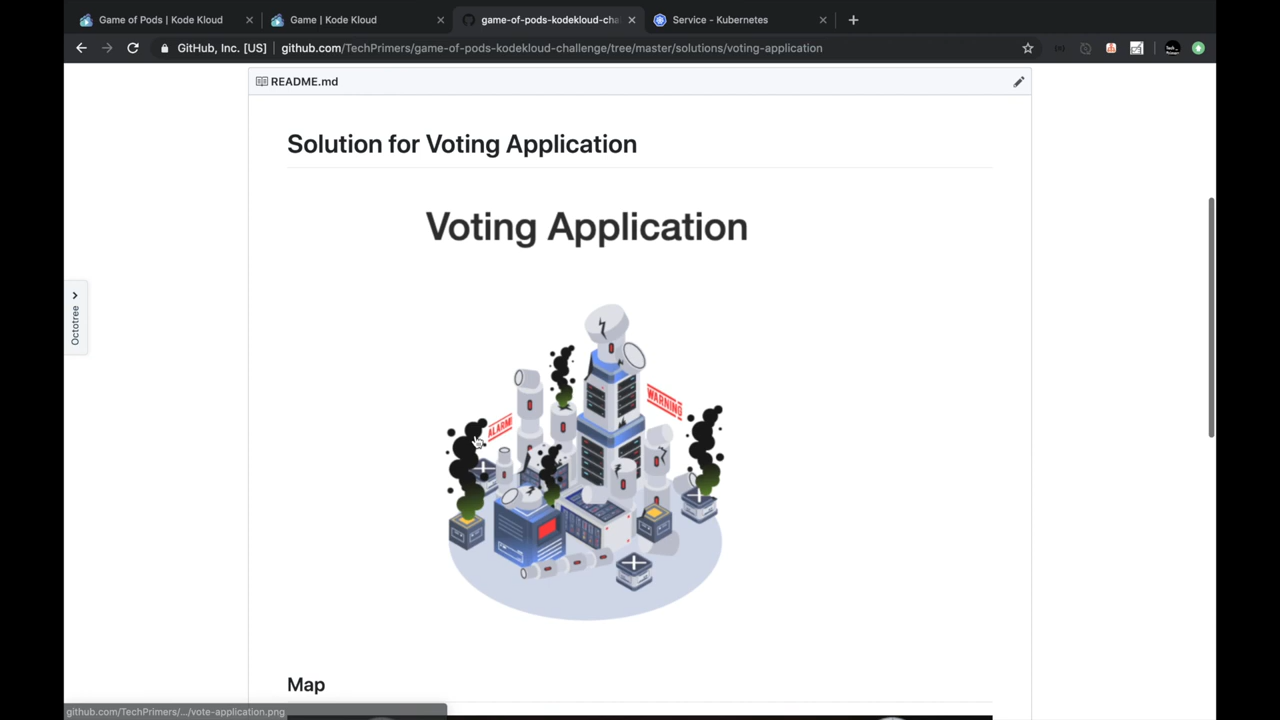 Game of Pods | Kode Kloud
Game | Kode Kloud
game-of-pods-kodekloud-cha
Service - Kubernetes
GitHub, Inc. [US]
github.com/TechPrimers/game-of-pods-kodekloud-challenge/tree/master/solutions/voting-application
README.md
Solution for Voting Application
Voting Application
WARNING
ALARM!
Octotree
Map
github.com/TechPrimers/.../vote-application.png